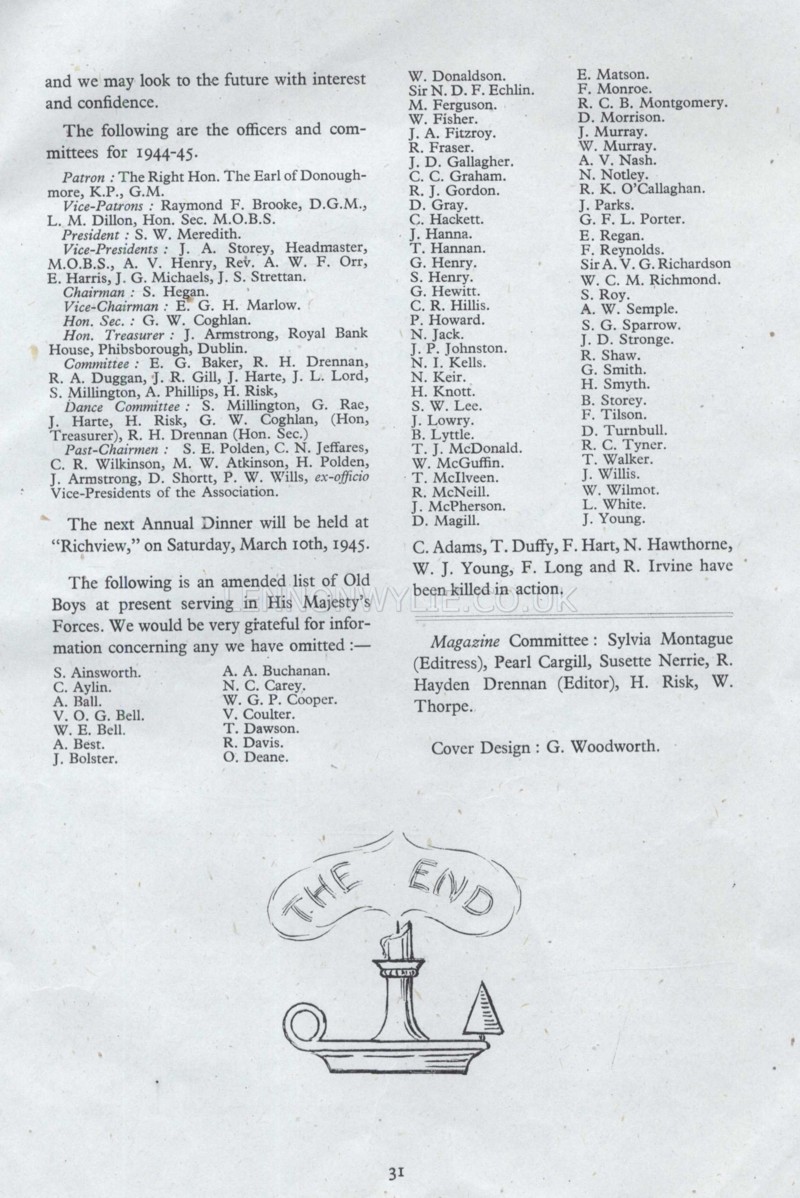 and we may look to the future with interest
and confidence.
The following are the officers and com-
mittees for 1944-45.
Patron : The Right Hon. The Earl of Donough-
more, K.P., G.M.
Vice-Patrons : Raymond F. Brooke, D.G.M.,
L. M. Dillon, Hon. Sec. M.O.B.S.
President : S. W. Meredith.
Vice-Presidents : J. A. Storey, Headmaster,
M.O.B.S., A. V. Henry, Rev. A. W. F. Orr,
E. Harris, J. G. Michaels, J. S. Strettan.
Chairman : S. Hegan.
Vice-Chairman : E. G. H. Marlow.
Hon. Sec. : G. W. Coghlan.
Hon. Treasurer : J. Armstrong, Royal Bank
House, Phibsborough, Dublin.
Committee : E. G. Baker, R. H. Drennan,
R. A. Duggan, J. R. Gill, J. Harte, J. L. Lord,
S. Millington, A. Phillips, H. Risk,
Dance Committee : S. Millington, G. Rae,
J. Harte, H. Risk, G. W. Coghlan, (Hon,
Treasurer), R. H. Drennan (Hon. Sec.)
Past-Chairmen : S. E. Polden, C. N. Jeffares,
C. R. Wilkinson, M. W. Atkinson, H. Polden,
J. Armstrong, D. Shortt, P. W. Wills, ex-officio
Vice-Presidents of the Association.
The next Annual Dinner will be held at
“Richview,” on Saturday, March 10th, 1945.
The following is an amended list of Old
Boys at present serving in His Majesty’s
Forces. We would be very grateful for infor-
mation concerning any we have omitted :—
S. Ainsworth.
C. Aylin.
A. Ball.
V. O. G. Bell.
W. E. Bell.
A. Best.
J. Bolster.
A. A. Buchanan.
N. C. Carey.
W. G. P. Cooper.
V. Coulter.
T. Dawson.
R. Davis.
O. Deane.
W. Donaldson.
Sir N. D. F. Echlin.
M. Ferguson.
W. Fisher.
J. A. Fitzroy.
R. Fraser.
J. D. Gallagher.
C. C. Graham.
R. J. Gordon.
D. Gray.
C. Hackett.
J. Hanna.
T. Hannan.
G. Henry.
S. Henry.
G. Hewitt.
C. R. Hillis.
P. Howard.
N. Jack.
J. P. Johnston.
N. I. Kells.
N. Keir.
H. Knott.
S. W. Lee.
J. Lowry.
B. Lyttle.
T. J. McDonald.
W. McGuffin.
T. McIlveen.
R. McNeill.
J. McPherson.
D. Magill.
E. Matson.
F. Monroe.
R. C. B. Montgomery.
D. Morrison.
J. Murray.
W. Murray.
A. V. Nash.
N. Notley.
R. K. O’Callaghan.
J. Parks.
G. F. L. Porter.
E. Regan.
F. Reynolds.
Sir A. V. G. Richardson
W. C. M. Richmond.
S. Roy.
A. W. Semple.
S. G. Sparrow.
J. D. Stronge.
R. Shaw.
G. Smith.
H. Smyth.
B. Storey.
F. Tilson.
D. Turnbull.
R. C. Tyner.
T. Walker.
J. Willis.
W. Wilmot.
L. White.
J. Young.
C. Adams, T. Duffy, F. Hart, N. Hawthorne,
W. J. Young, F. Long and R. Irvine have
been killed in action.
LENNONWYLIE.CO.UK
Magazine Committee : Sylvia Montague
(Editress), Pearl Cargill, Susette Nerrie, R.
Hayden Drennan (Editor), H. Risk, W.
Thorpe.
Cover Design : G. Woodworth.
THE END
31